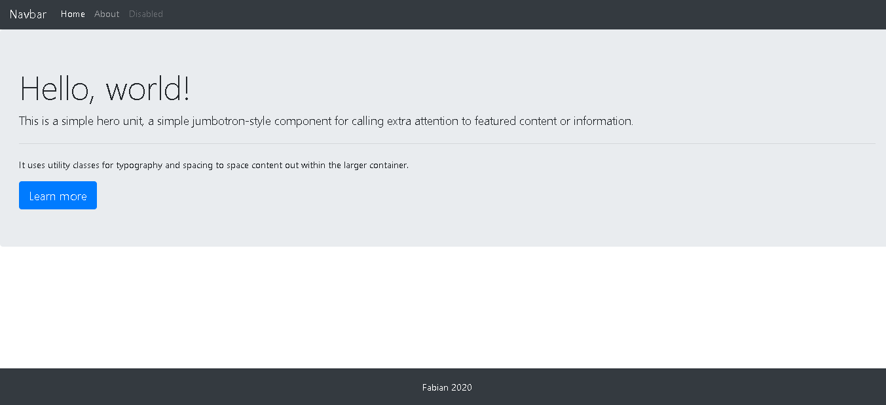 Navbar Home About Disabled
Hello, world!
This is a simple hero unit, a simple jumbotron-style component for calling extra attention to featured content or information.
It uses utility classes for typography and spacing to space content out within the larger container.
Learn more
Fabian 2020